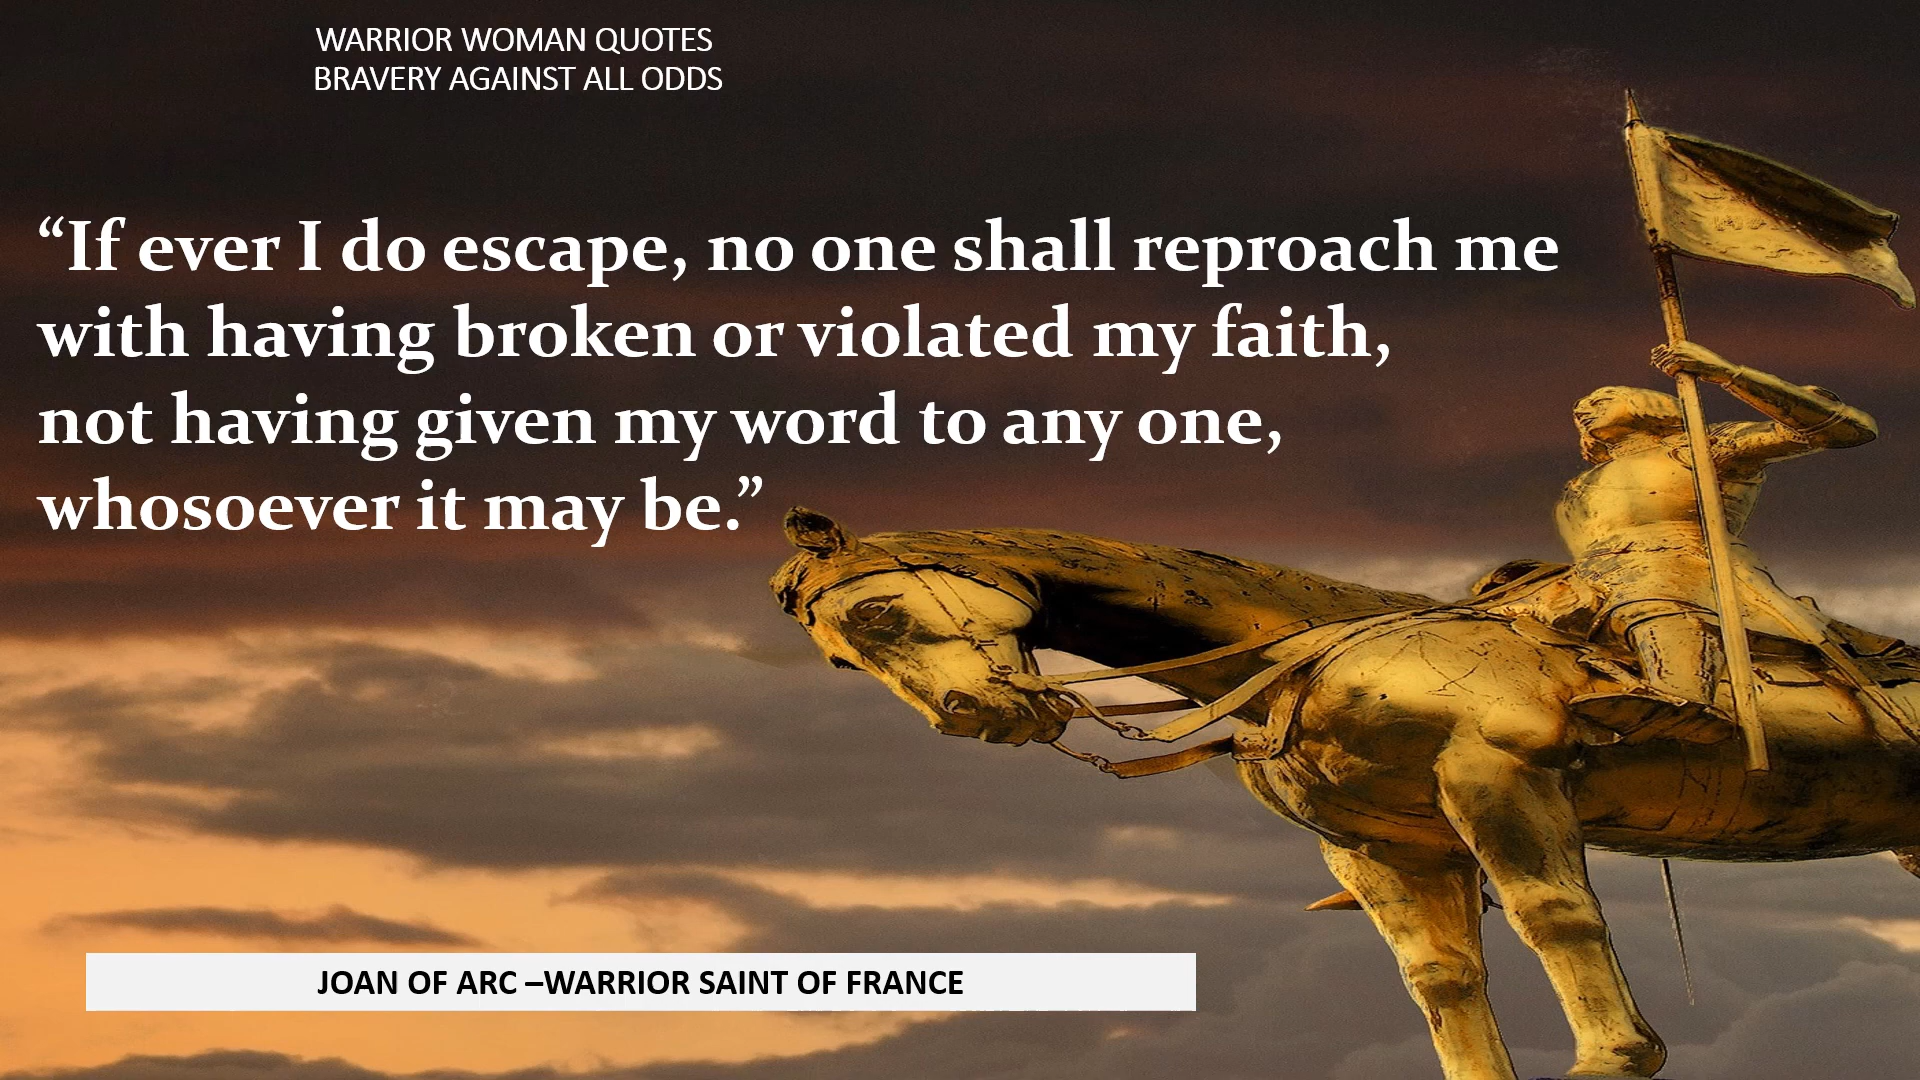 WARRIOR WOMAN QUOTES
BRAVERY AGAINST ALL ODDS
“If ever I do escape, no one shall reproach me
with having broken or violated my faith,
not having given my word to any one,
whosoever it may be.”
JOAN OF ARC –WARRIOR SAINT OF FRANCE